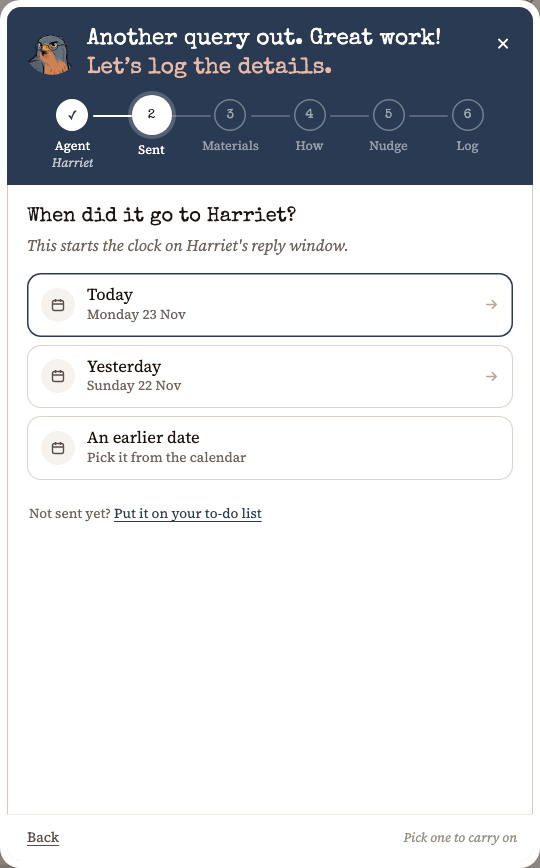 Another query out. Great work!
Let's log the details.
✓
2
3
4
5
6
Agent
Sent
Materials
How
Nudge
Log
Harriet
When did it go to Harriet?
This starts the clock on Harriet's reply window.
Today
Monday 23 Nov
Yesterday
Sunday 22 Nov
An earlier date
Pick it from the calendar
Not sent yet? Put it on your to-do list
Back
Pick one to carry on